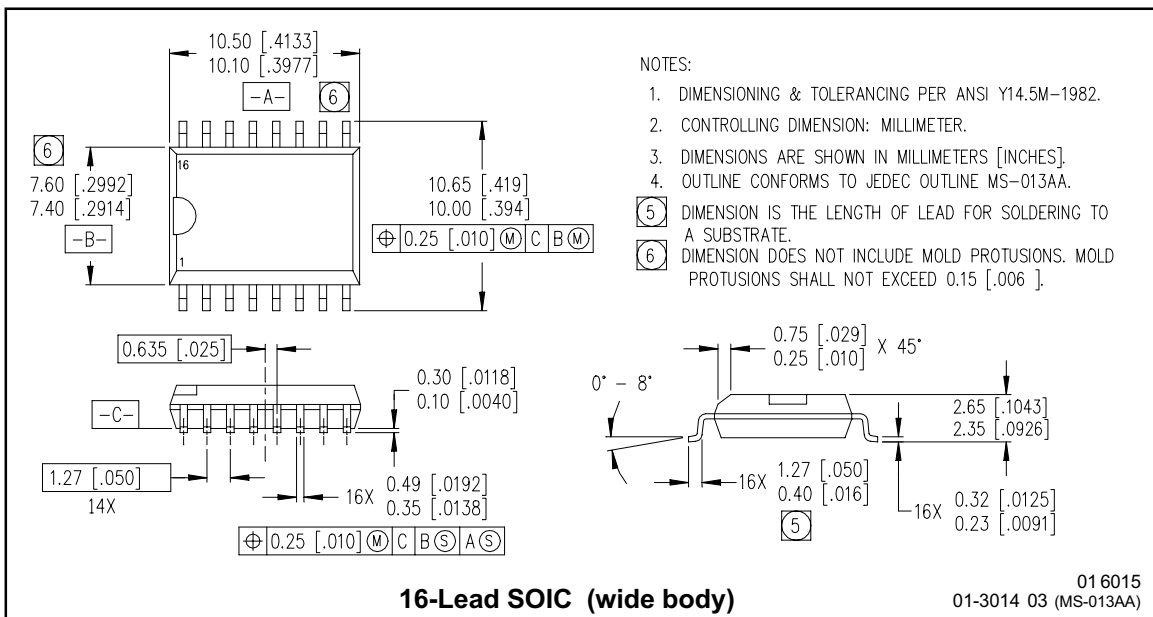 10.50 [.4133]
10.10 [.3977]
-A-
6
6
7.60 [.2992]
7.40 [.2914]
-B-
16
1
10.65 [.419]
10.00 [.394]
⌖ 0.25 [.010] Ⓜ C B Ⓜ
NOTES:
1. DIMENSIONING & TOLERANCING PER ANSI Y14.5M-1982.
2. CONTROLLING DIMENSION: MILLIMETER.
3. DIMENSIONS ARE SHOWN IN MILLIMETERS [INCHES].
4. OUTLINE CONFORMS TO JEDEC OUTLINE MS-013AA.
5 DIMENSION IS THE LENGTH OF LEAD FOR SOLDERING TO
A SUBSTRATE.
6 DIMENSION DOES NOT INCLUDE MOLD PROTUSIONS. MOLD
PROTUSIONS SHALL NOT EXCEED 0.15 [.006 ].
0.635 [.025]
-C-
0.30 [.0118]
0.10 [.0040]
1.27 [.050]
14X
16X 0.49 [.0192]
0.35 [.0138]
⌖ 0.25 [.010] Ⓜ C B Ⓢ A Ⓢ
0.75 [.029]
0.25 [.010]
X 45°
0° - 8°
2.65 [.1043]
2.35 [.0926]
16X 1.27 [.050]
0.40 [.016]
5
16X 0.32 [.0125]
0.23 [.0091]
16-Lead SOIC (wide body)
01 6015
01-3014 03 (MS-013AA)